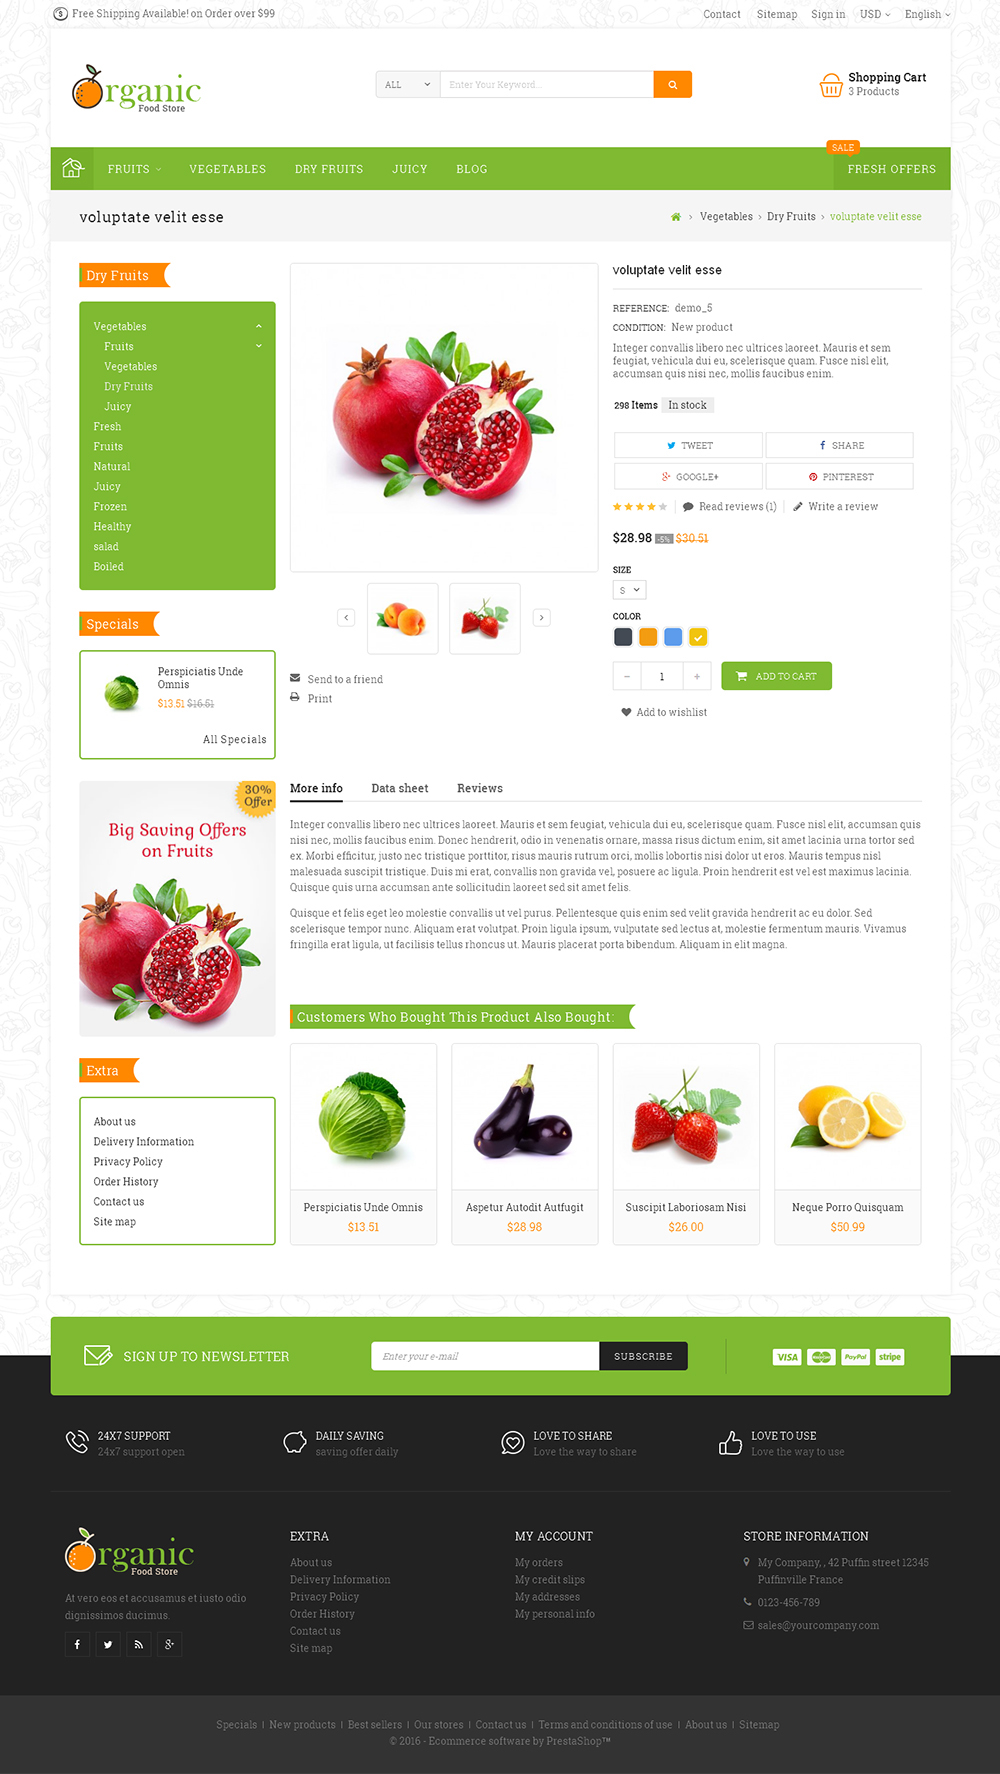 Free Shipping Available! on Order over $99
Contact
Sitemap
Sign in
USD
English
Organic
Food Store
ALL
Enter Your Keyword...
Shopping Cart
3 Products
SALE
FRUITS
VEGETABLES
DRY FRUITS
JUICY
BLOG
FRESH OFFERS
voluptate velit esse
> Vegetables > Dry Fruits > voluptate velit esse
Dry Fruits
Vegetables
Fruits
Vegetables
Dry Fruits
Juicy
Fresh
Fruits
Natural
Juicy
Frozen
Healthy
salad
Boiled
Specials
Perspiciatis Unde
Omnis
$13.51 $16.51
All Specials
30%
Offer
Big Saving Offers
on Fruits
Extra
About us
Delivery Information
Privacy Policy
Order History
Contact us
Site map
Send to a friend
Print
voluptate velit esse
REFERENCE: demo_5
CONDITION: New product
Integer convallis libero nec ultrices laoreet. Mauris et sem
feugiat, vehicula dui eu, scelerisque quam. Fusce nisl elit,
accumsan quis nisi nec, mollis faucibus enim.
298 Items In stock
TWEET
SHARE
GOOGLE+
PINTEREST
Read reviews (1)
Write a review
$28.98 -5% $30.51
SIZE
S
COLOR
− 1 +
ADD TO CART
Add to wishlist
More info
Data sheet
Reviews
Integer convallis libero nec ultrices laoreet. Mauris et sem feugiat, vehicula dui eu, scelerisque quam. Fusce nisl elit, accumsan quis
nisi nec, mollis faucibus enim. Donec hendrerit, odio in venenatis ornare, massa risus dictum enim, sit amet lacinia urna tortor sed
ex. Morbi efficitur, justo nec tristique porttitor, risus mauris rutrum orci, mollis lobortis nisi dolor ut eros. Mauris tempus nisl
malesuada suscipit tristique. Duis mi erat, convallis non gravida vel, posuere ac ligula. Proin hendrerit est vel est maximus lacinia.
Quisque quis urna accumsan ante sollicitudin laoreet sed sit amet felis.
Quisque et felis eget leo molestie convallis ut vel purus. Pellentesque quis enim sed velit gravida hendrerit ac eu dolor. Sed
scelerisque tempor nunc. Aliquam erat volutpat. Proin ligula ipsum, vulputate sed lectus at, molestie fermentum mauris. Vivamus
fringilla erat ligula, ut facilisis tellus rhoncus ut. Mauris placerat porta bibendum. Aliquam in elit magna.
Customers Who Bought This Product Also Bought:
Perspiciatis Unde Omnis
$13.51
Aspetur Autodit Autfugit
$28.98
Suscipit Laboriosam Nisi
$26.00
Neque Porro Quisquam
$50.99
SIGN UP TO NEWSLETTER
Enter your e-mail
SUBSCRIBE
VISA
MasterCard
PayPal
stripe
24X7 SUPPORT
24x7 support open
DAILY SAVING
saving offer daily
LOVE TO SHARE
Love the way to share
LOVE TO USE
Love the way to use
Organic
Food Store
At vero eos et accusamus et iusto odio
dignissimos ducimus.
EXTRA
About us
Delivery Information
Privacy Policy
Order History
Contact us
Site map
MY ACCOUNT
My orders
My credit slips
My addresses
My personal info
STORE INFORMATION
My Company, , 42 Puffin street 12345
Puffinville France
0123-456-789
sales@yourcompany.com
Specials | New products | Best sellers | Our stores | Contact us | Terms and conditions of use | About us | Sitemap
© 2016 - Ecommerce software by PrestaShop™